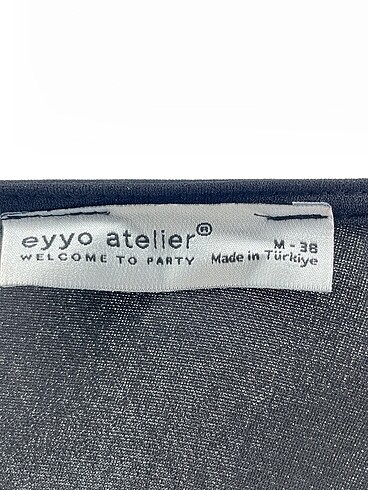 eyyo atelier®
WELCOME TO PARTY
M - 38
Made in Türkiye